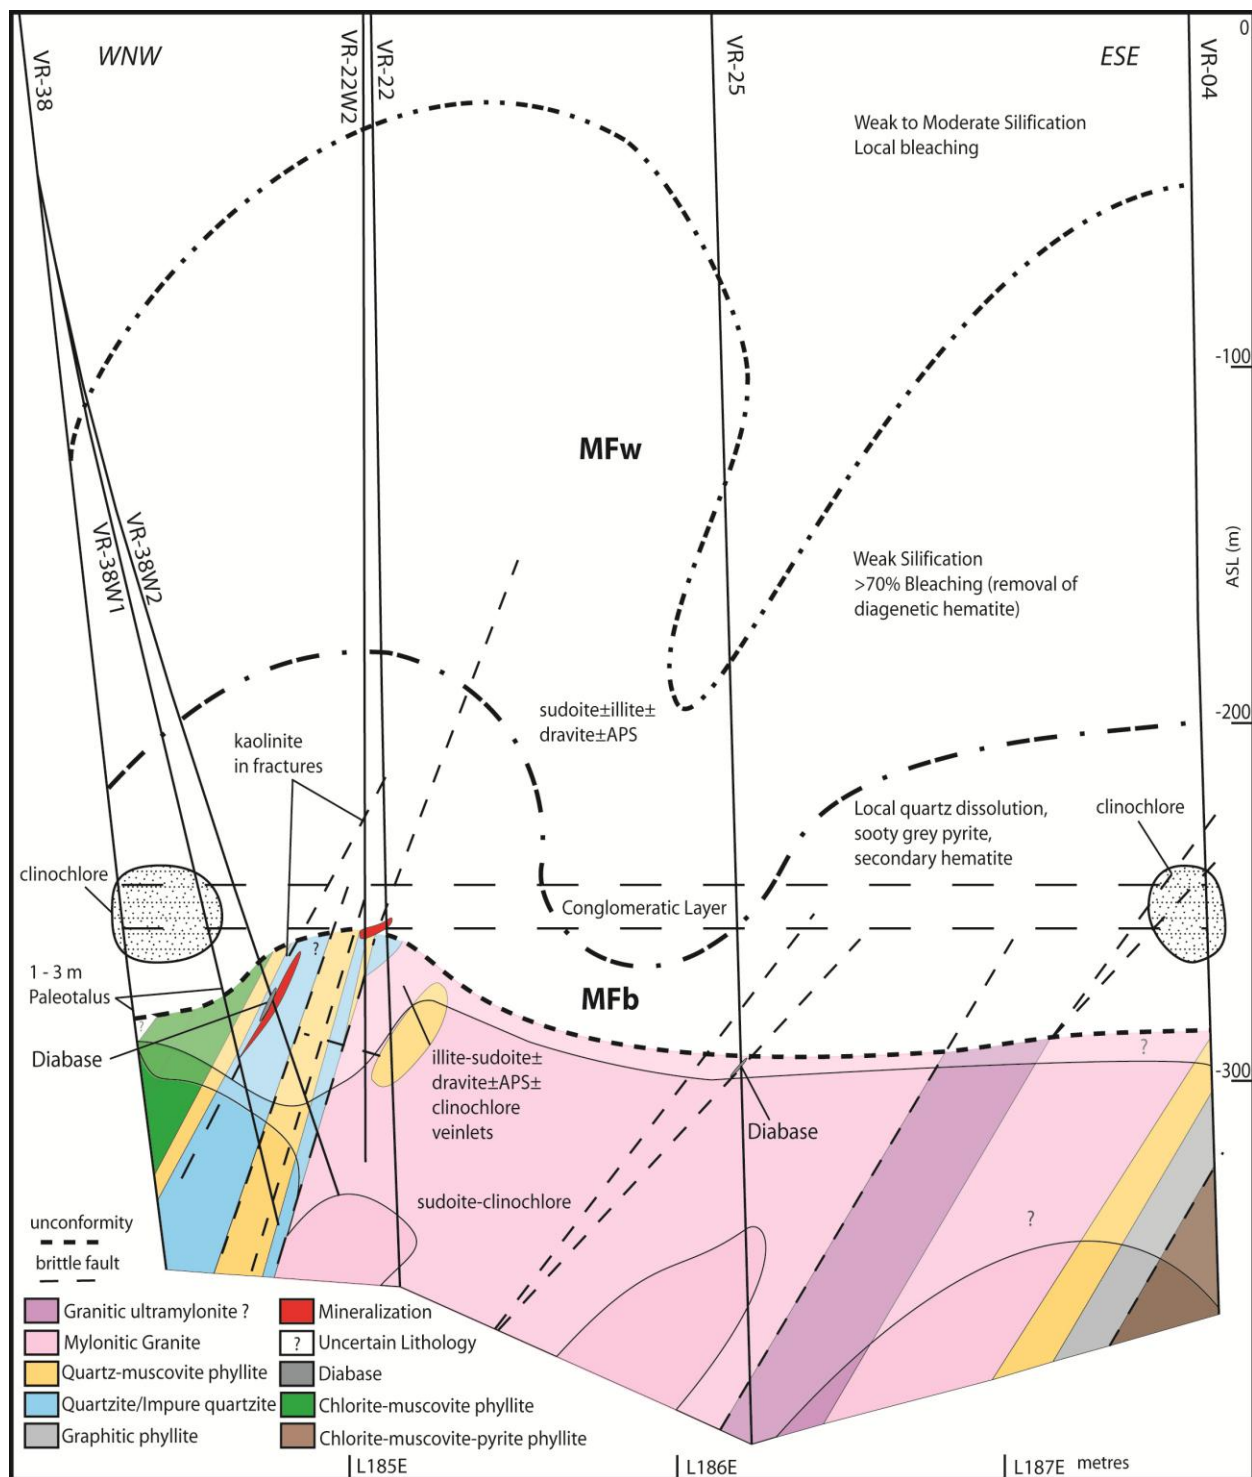 WNW
ESE
0
VR-38
VR-22W2
VR-22
VR-25
VR-04
Weak to Moderate Silification
Local bleaching
-100
MFw
VR-38W1
VR-38W2
ASL (m)
Weak Silification
>70% Bleaching (removal of
diagenetic hematite)
sudoite±illite±
dravite±APS
-200
kaolinite
in fractures
Local quartz dissolution,
sooty grey pyrite,
secondary hematite
clinochlore
clinochlore
Conglomeratic Layer
?
1 - 3 m
Paleotalus
MFb
?
?
Diabase
illite-sudoite±
dravite±APS±
clinochlore
veinlets
-300
Diabase
sudoite-clinochlore
?
unconformity
brittle fault
Granitic ultramylonite ?
Mylonitic Granite
Quartz-muscovite phyllite
Quartzite/Impure quartzite
Graphitic phyllite
Mineralization
? Uncertain Lithology
Diabase
Chlorite-muscovite phyllite
Chlorite-muscovite-pyrite phyllite
L185E
L186E
L187E metres